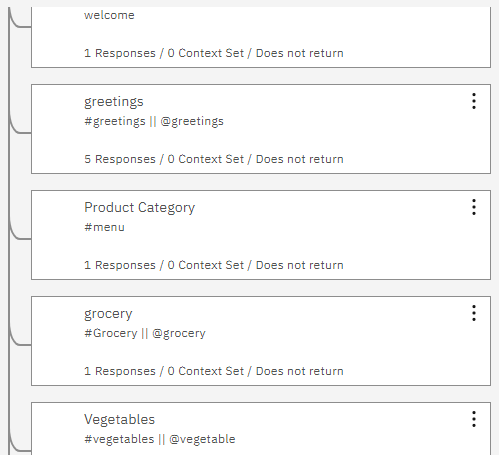 welcome
1 Responses / 0 Context Set / Does not return
greetings
#greetings || @greetings
5 Responses / 0 Context Set / Does not return
Product Category
#menu
1 Responses / 0 Context Set / Does not return
grocery
#Grocery || @grocery
1 Responses / 0 Context Set / Does not return
Vegetables
#vegetables || @vegetable